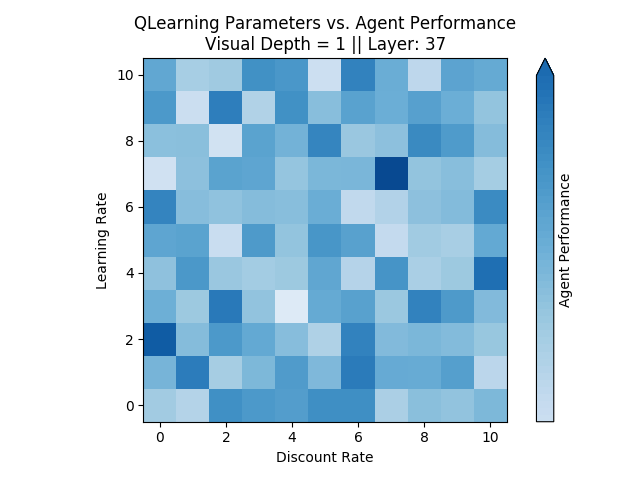 QLearning Parameters vs. Agent Performance
Visual Depth = 1 || Layer: 37
10
8
6
4
2
0
Learning Rate
0 2 4 6 8 10
Discount Rate
Agent Performance